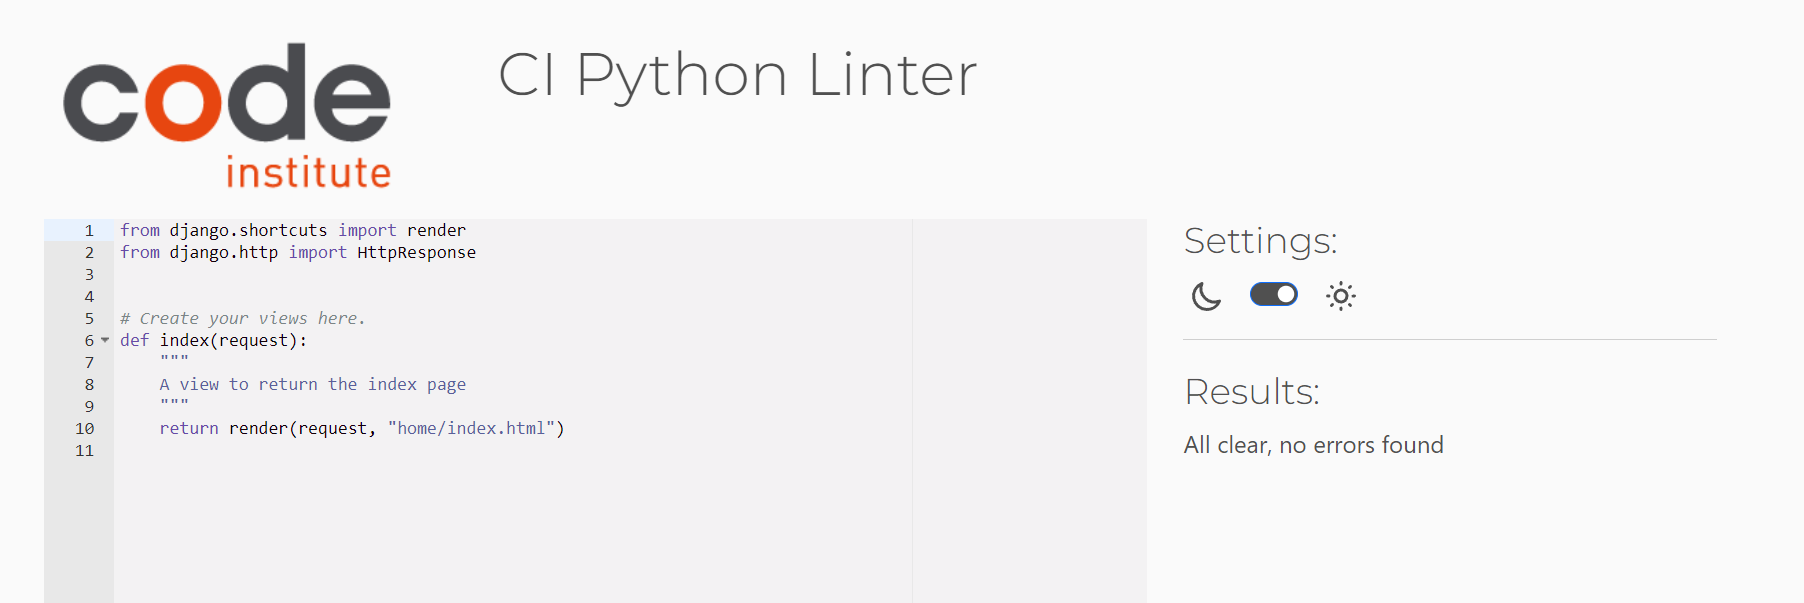 code
institute
CI Python Linter
1 from django.shortcuts import render
2 from django.http import HttpResponse
3
4
5 # Create your views here.
6 def index(request):
7     """
8     A view to return the index page
9     """
10     return render(request, "home/index.html")
11
Settings:
Results:
All clear, no errors found